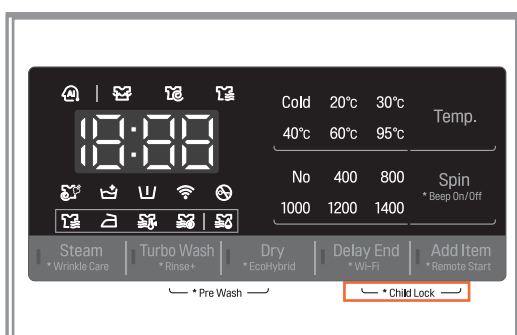 AI
18:88
Cold 20°c 30°c
40°c 60°c 95°c
Temp.
No 400 800
1000 1200 1400
Spin
* Beep On/Off
Steam
* Wrinkle Care
Turbo Wash
* Rinse+
Dry
* EcoHybrid
Delay End
* Wi-Fi
Add Item
* Remote Start
* Pre Wash
* Child Lock